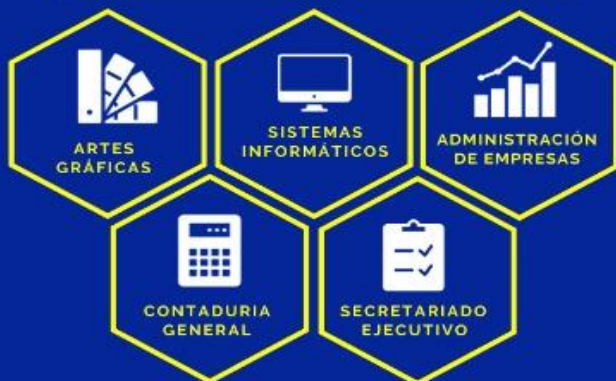 ARTES
GRÁFICAS
SISTEMAS
INFORMÁTICOS
ADMINISTRACIÓN
DE EMPRESAS
CONTADURIA
GENERAL
SECRETARIADO
EJECUTIVO